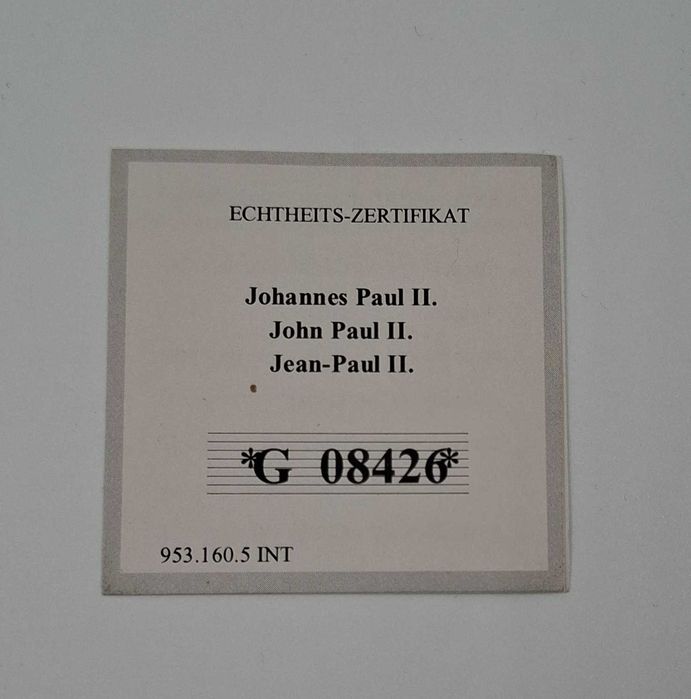 ECHTHEITS-ZERTIFIKAT
Johannes Paul II.
John Paul II.
Jean-Paul II.
*G 08426*
953.160.5 INT